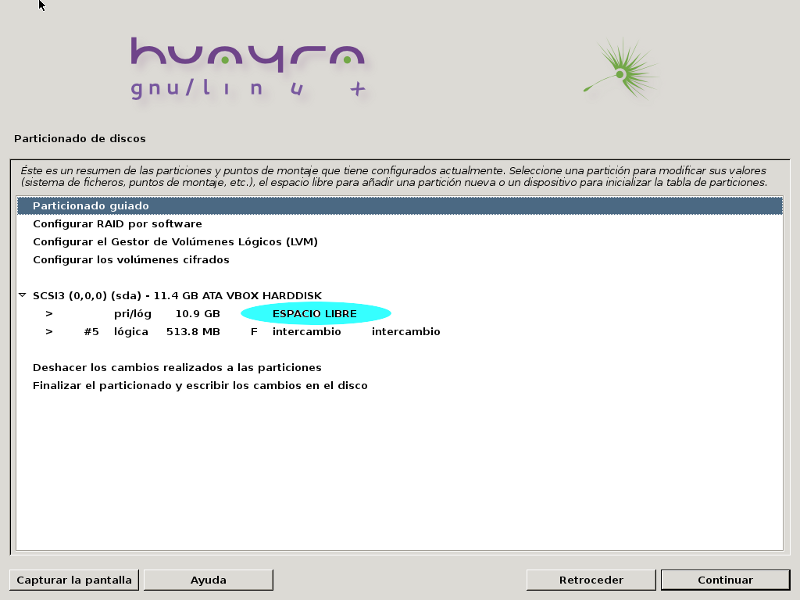 huayra
gnu/linux +
Particionado de discos
Éste es un resumen de las particiones y puntos de montaje que tiene configurados actualmente. Seleccione una partición para modificar sus valores
(sistema de ficheros, puntos de montaje, etc.), el espacio libre para añadir una partición nueva o un dispositivo para inicializar la tabla de particiones.
Particionado guiado
Configurar RAID por software
Configurar el Gestor de Volúmenes Lógicos (LVM)
Configurar los volúmenes cifrados
SCSI3 (0,0,0) (sda) - 11.4 GB ATA VBOX HARDDISK
> pri/lóg 10.9 GB ESPACIO LIBRE
> #5 lógica 513.8 MB F intercambio intercambio
Deshacer los cambios realizados a las particiones
Finalizar el particionado y escribir los cambios en el disco
Capturar la pantalla Ayuda Retroceder Continuar